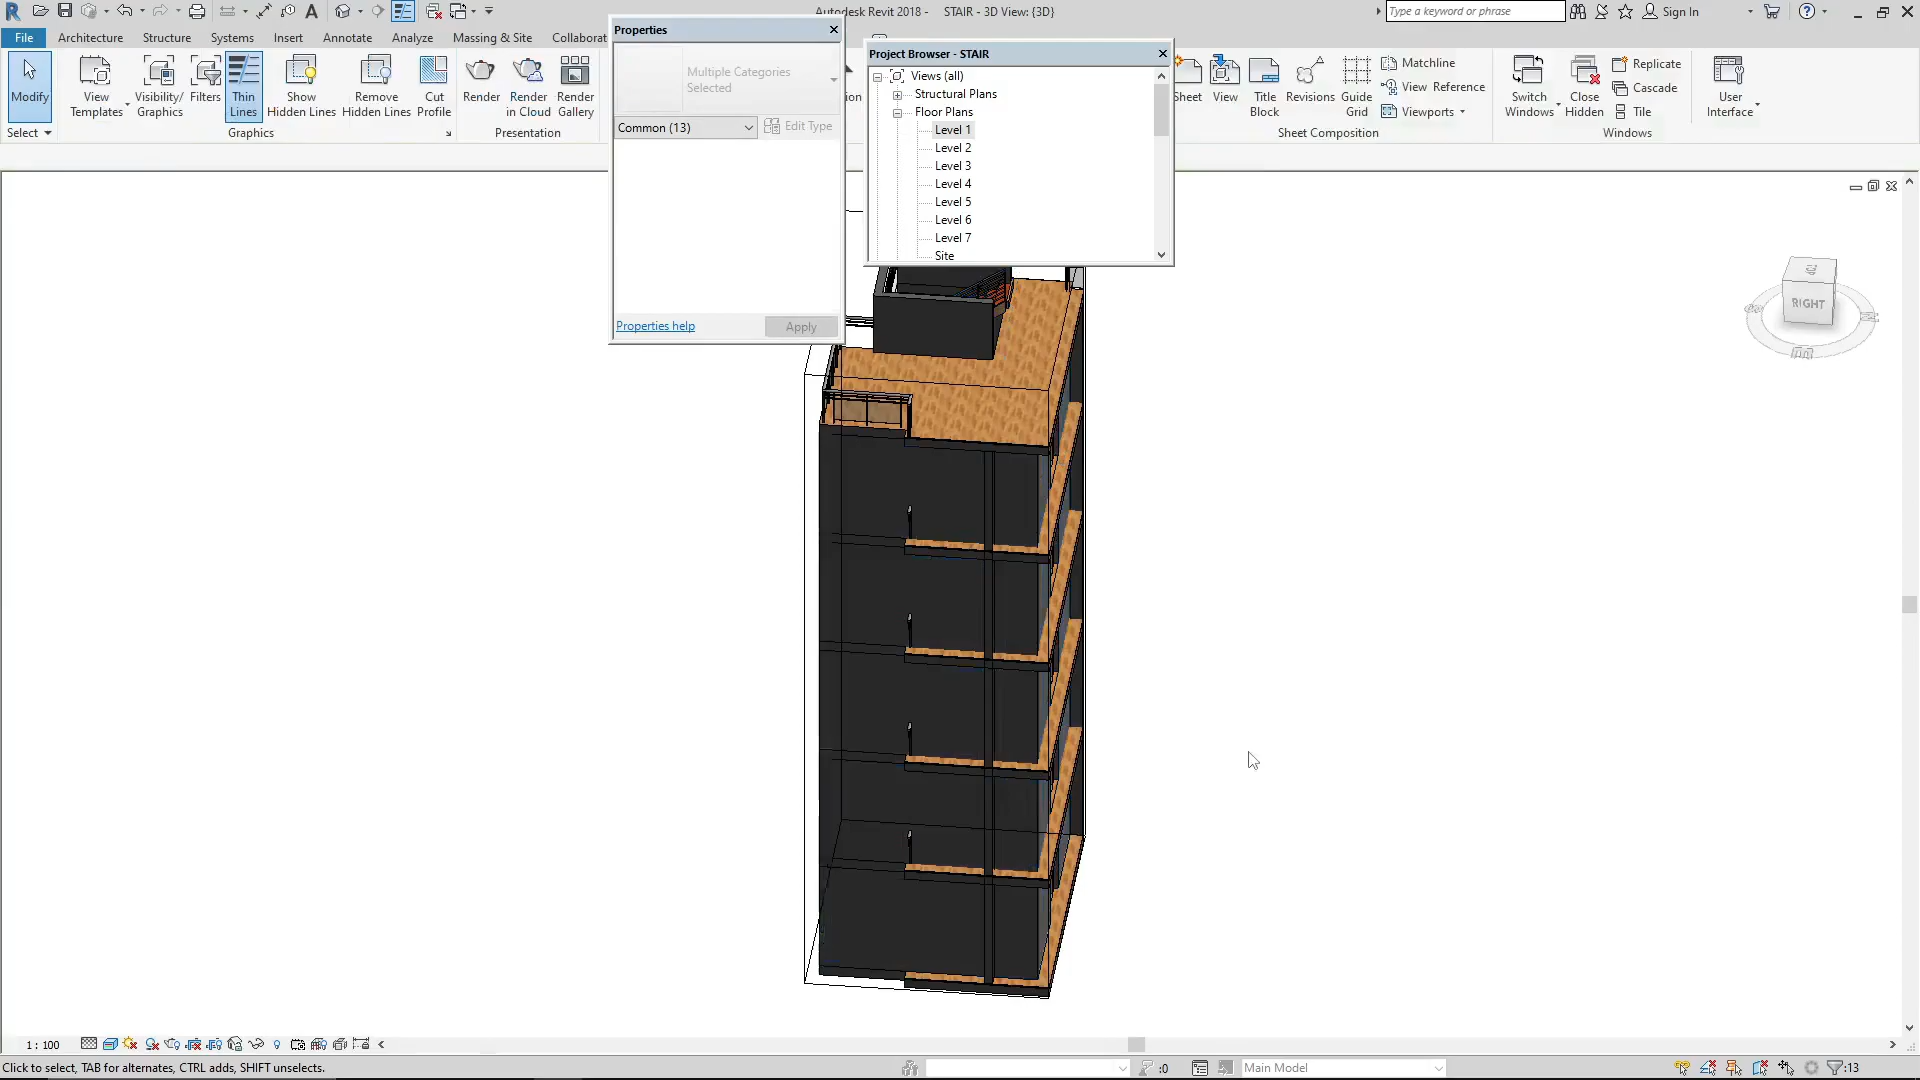 Autodesk Revit 2018 -     STAIR - 3D View: {3D}
Type a keyword or phrase
Sign In
File
Architecture
Structure
Systems
Insert
Annotate
Analyze
Massing & Site
Collaborat
Modify
View
Templates
Visibility/
Graphics
Filters
Thin
Lines
Show
Hidden Lines
Remove
Hidden Lines
Cut
Profile
Render
Render
in Cloud
Render
Gallery
Sheet
View
Title
Block
Revisions
Guide
Grid
Matchline
View Reference
Viewports
Switch
Windows
Close
Hidden
Replicate
Cascade
Tile
User
Interface
Select
Graphics
Presentation
Sheet Composition
Windows
Properties
Multiple Categories
Selected
Common (13)
Edit Type
Properties help
Apply
Project Browser - STAIR
Views (all)
Structural Plans
Floor Plans
Level 1
Level 2
Level 3
Level 4
Level 5
Level 6
Level 7
Site
RIGHT
1 : 100
Click to select, TAB for alternates, CTRL adds, SHIFT unselects.
:0
Main Model
:13